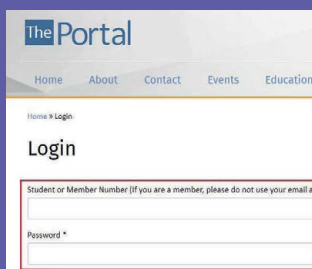 The Portal
Home About Contact Events Education
Home » Login
Login
Student or Member Number (If you are a member, please do not use your email a
Password *